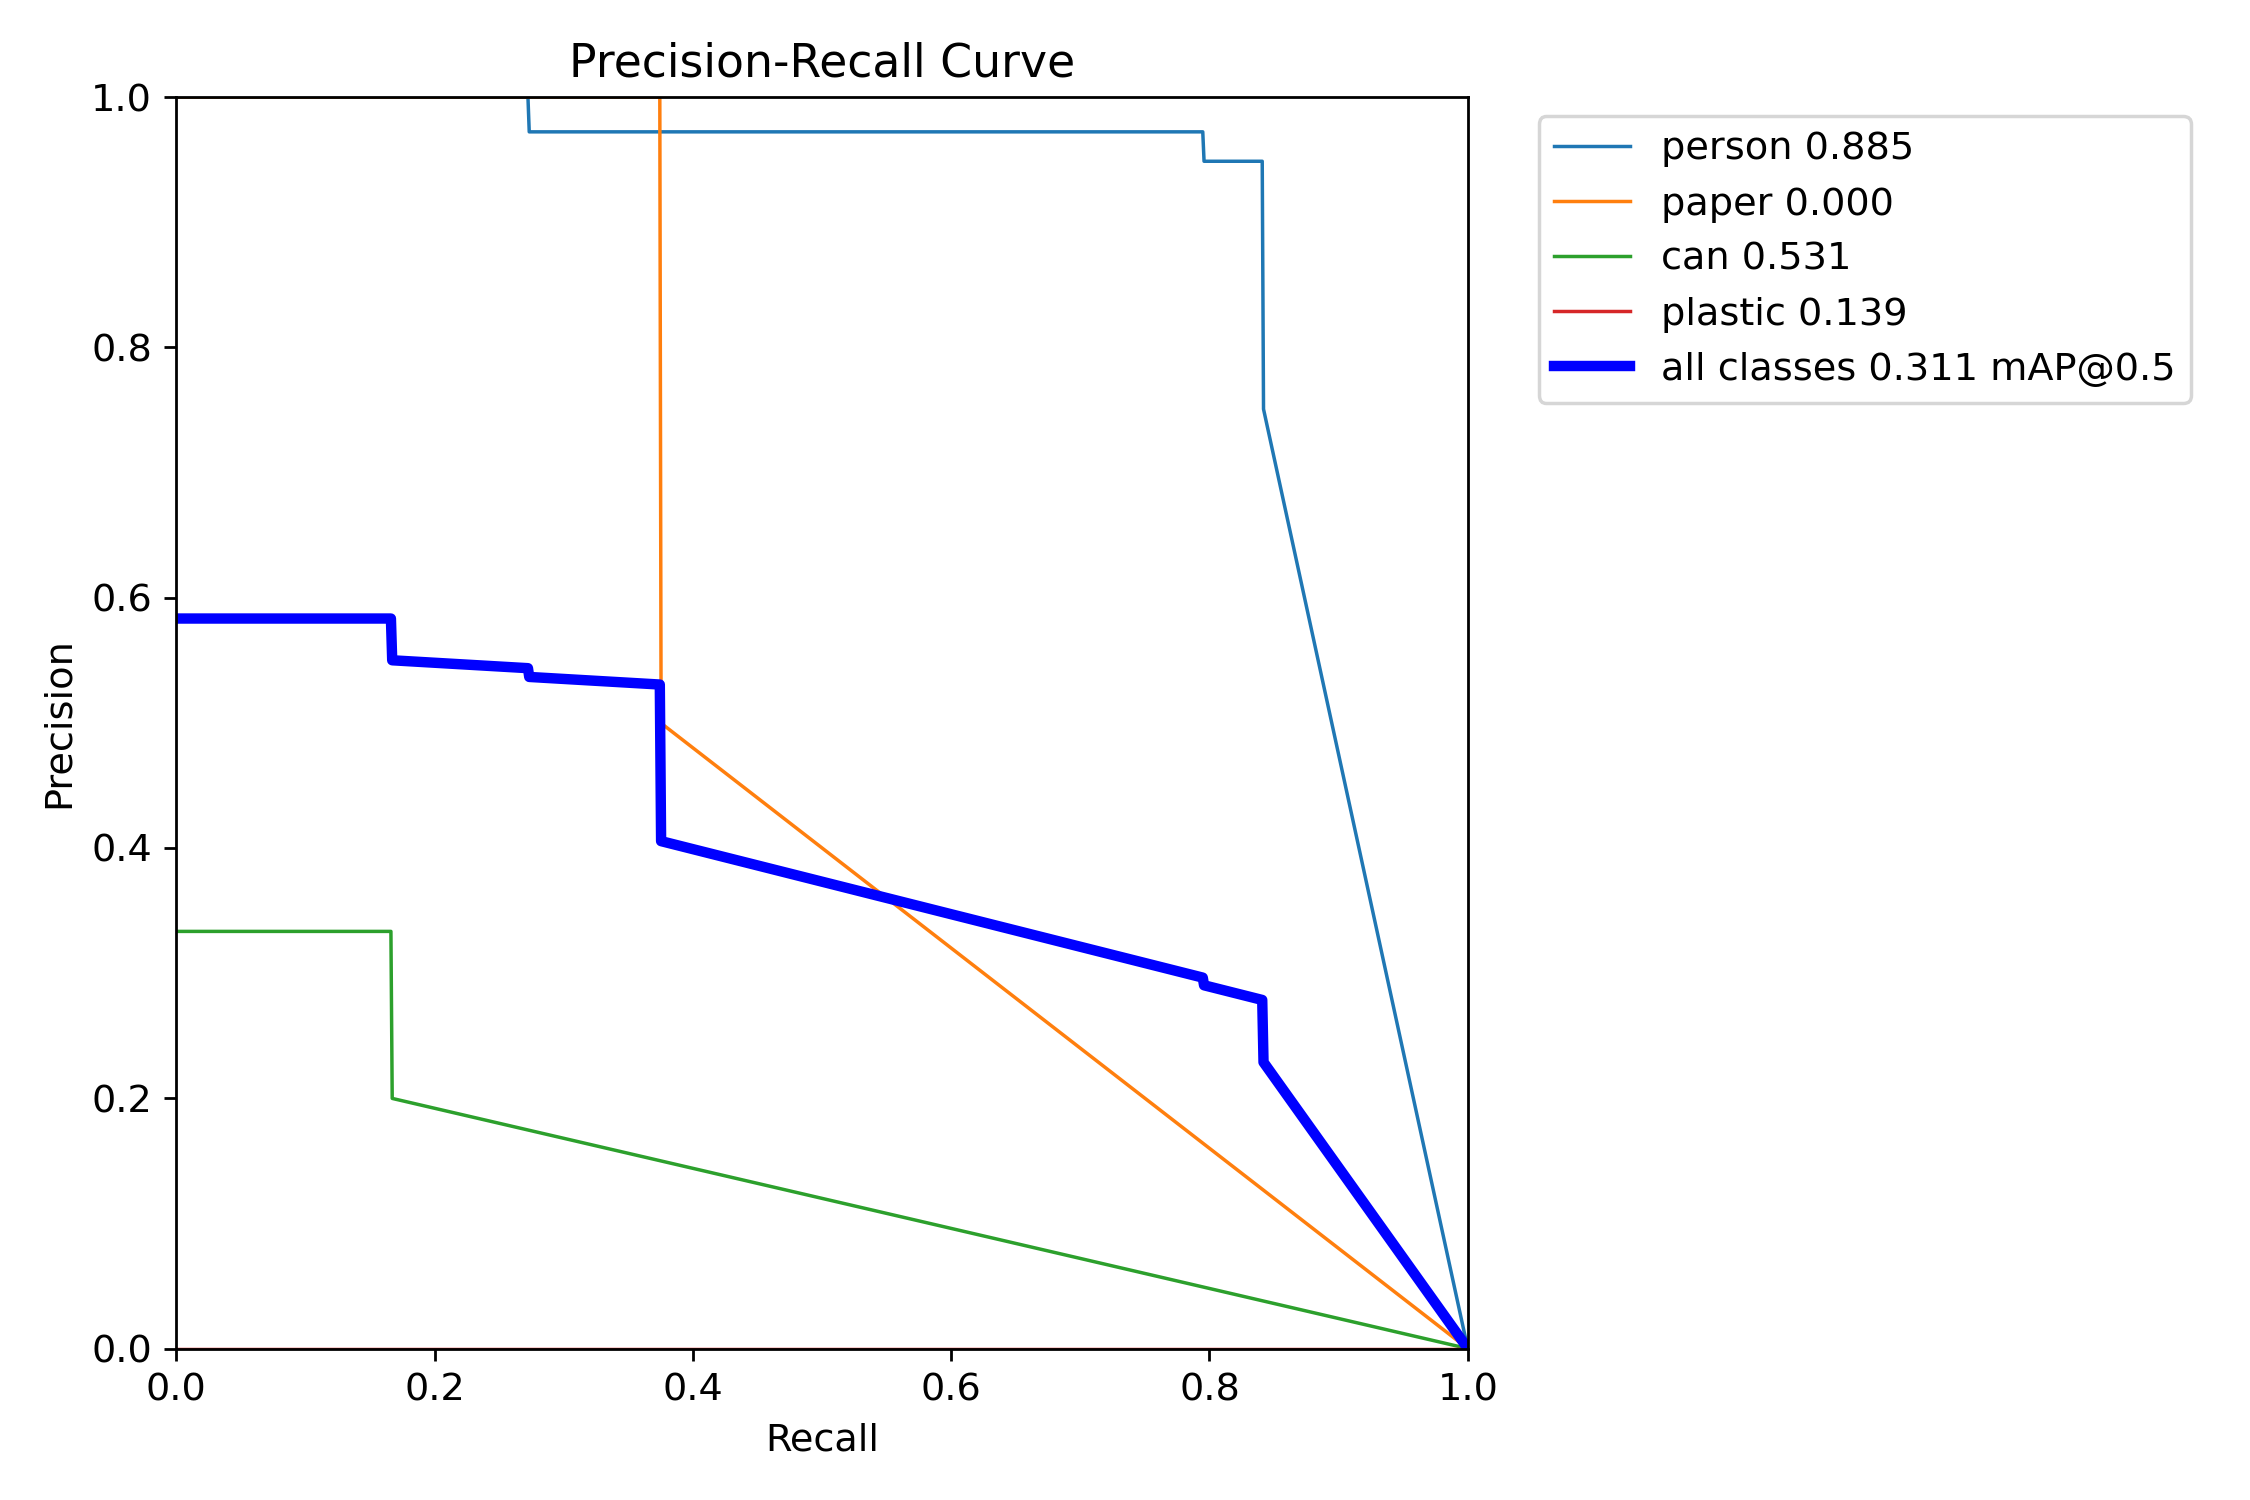 Precision-Recall Curve
1.0
0.8
0.6
0.4
0.2
0.0
Precision
0.0 0.2 0.4 0.6 0.8 1.0
Recall
person 0.885
paper 0.000
can 0.531
plastic 0.139
all classes 0.311 mAP@0.5